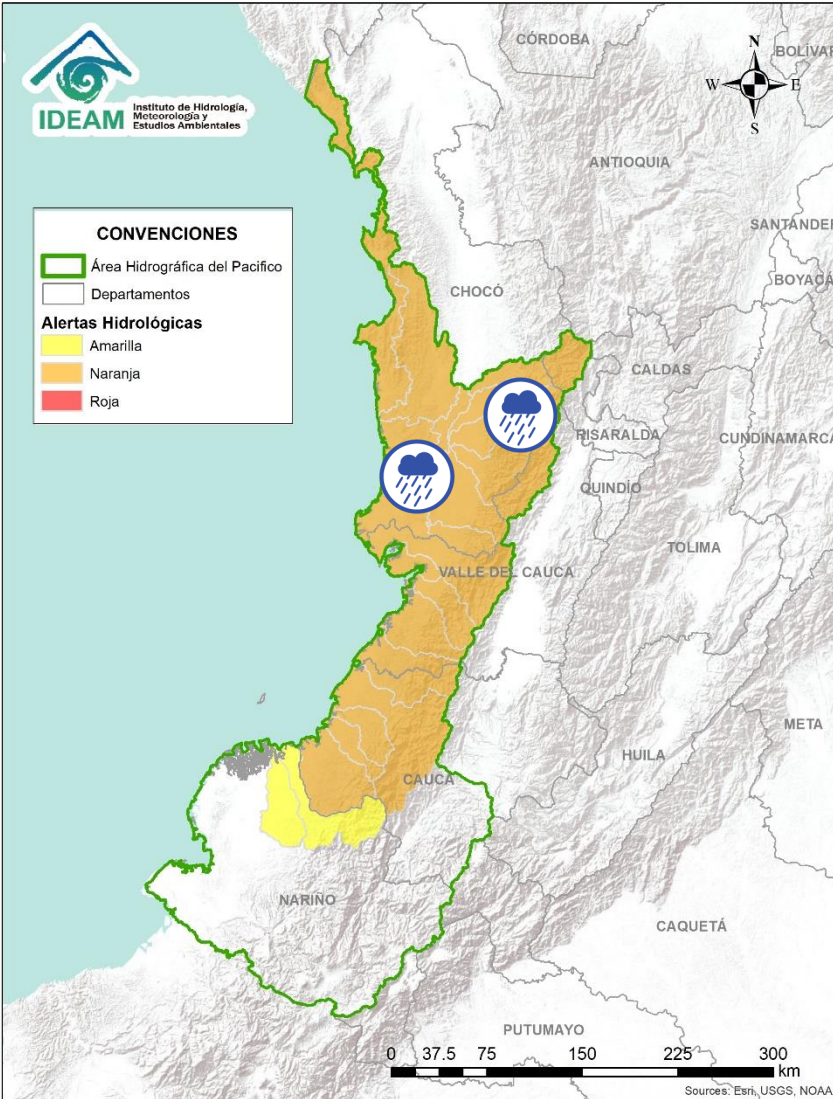 IDEAM
Instituto de Hidrología,
Meteorología y
Estudios Ambientales
N
W
E
S
CONVENCIONES
Área Hidrográfica del Pacifico
Departamentos
Alertas Hidrológicas
Amarilla
Naranja
Roja
CÓRDOBA
BOLÍVAR
ANTIOQUIA
SANTANDER
BOYACÁ
CHOCÓ
CALDAS
RISARALDA
CUNDINAMARCA
QUINDÍO
TOLIMA
VALLE DEL CAUCA
META
HUILA
CAUCA
NARIÑO
CAQUETÁ
PUTUMAYO
0 37.5 75 150 225 300
km
Sources: Esri, USGS, NOAA